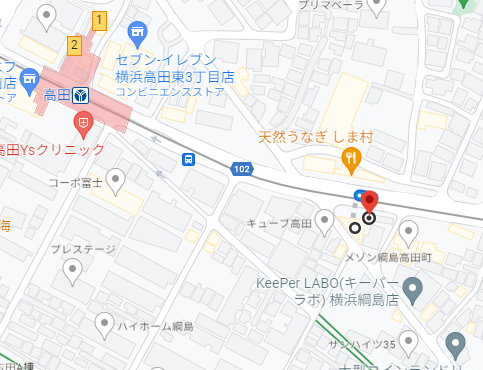 プリマベーラ
1
2
セブン-イレブン
横浜高田東3丁目店
コンビニエンスストア
高田
高田Ysクリニック
天然うなぎ しま村
102
コーポ富士
キューブ高田
プレステージ
メゾン綱島高田町
KeePer LABO(キーパー
ラボ) 横浜綱島店
ハイホーム綱島
サンハイツ35